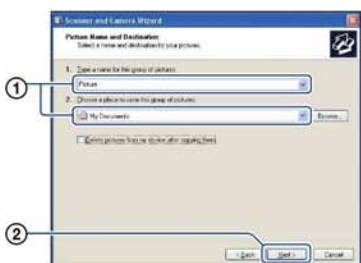 Scanner and Camera Wizard
Picture Name and Destination
Select a name and destination for your pictures.
1. Type a name for this group of pictures:
Picture
2. Choose a place to save this group of pictures:
My Documents
Browse...
Delete pictures from my device after copying them
< Back
Next >
Cancel
1
2